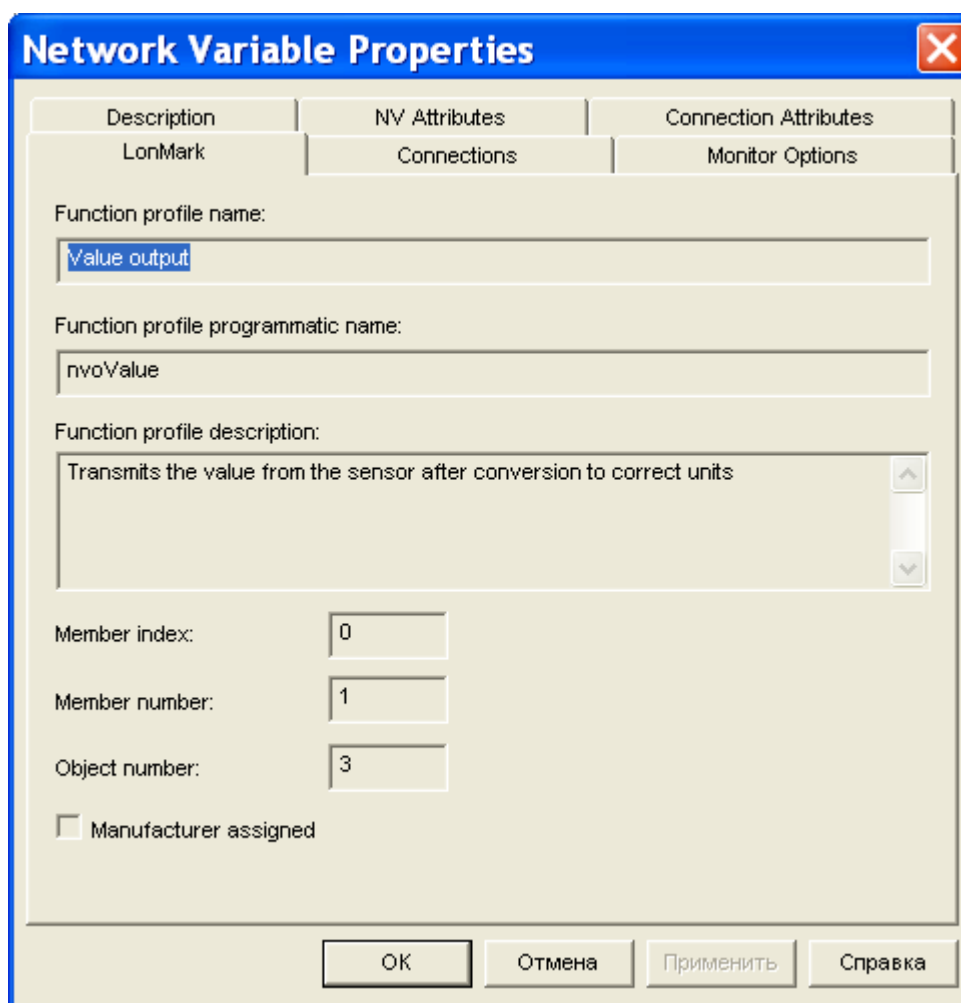 Network Variable Properties
Description NV Attributes Connection Attributes
LonMark Connections Monitor Options
Function profile name:
Value output
Function profile programmatic name:
nvoValue
Function profile description:
Transmits the value from the sensor after conversion to correct units
Member index: 0
Member number: 1
Object number: 3
Manufacturer assigned
OK Отмена Применить Справка